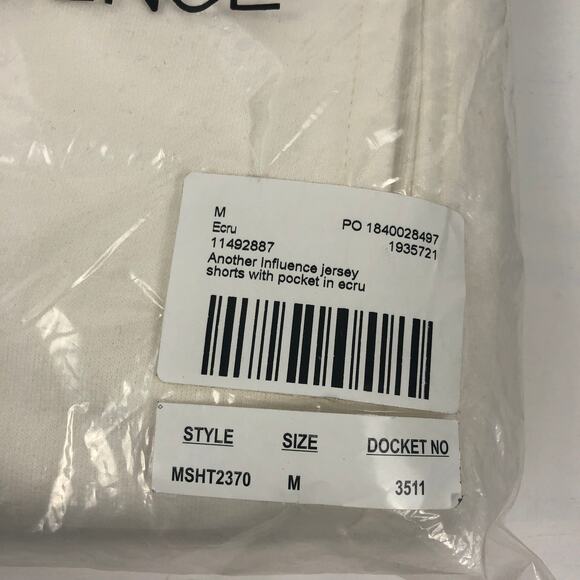 M
Ecru
PO 1840028497
11492887
1935721
Another Influence jersey
shorts with pocket in ecru
STYLE SIZE DOCKET NO
MSHT2370 M 3511